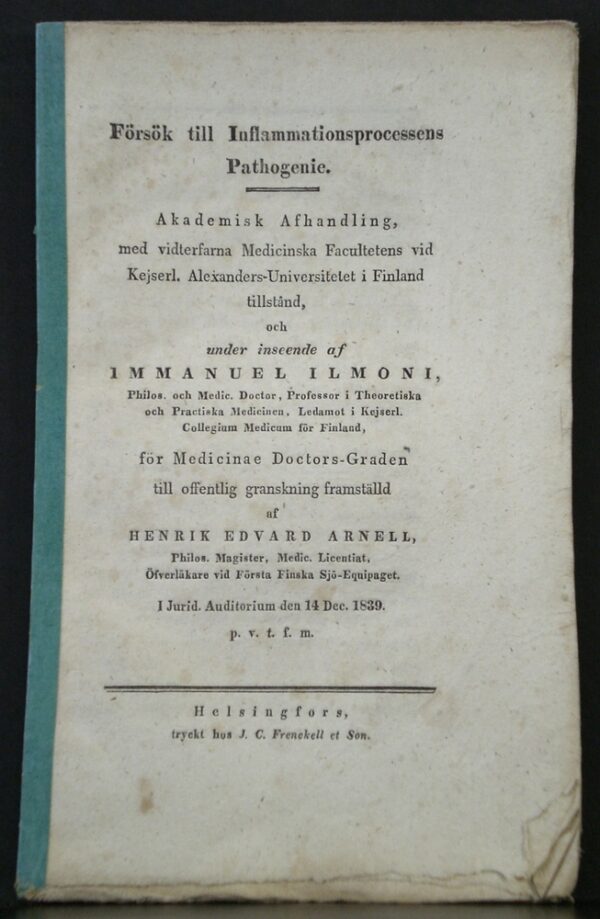 Försök till Inflammationsprocessens
Pathogenie.
Akademisk Afhandling,
med vidterfarna Medicinska Facultetens vid
Kejserl. Alexanders-Universitetet i Finland
tillstånd,
och
under inseende af
IMMANUEL ILMONI,
Philos. och Medic. Doctor, Professor i Theoretiska
och Practiska Medicinen, Ledamot i Kejserl.
Collegium Medicum för Finland,
för Medicinae Doctors-Graden
till offentlig granskning framställd
af
HENRIK EDVARD ARNELL,
Philos. Magister, Medic. Licentiat,
Öfverläkare vid Första Finska Sjö-Equipaget.
I Jurid. Auditorium den 14 Dec. 1839.
p. v. t. f. m.
Helsingfors,
tryckt hos J. C. Frenckell et Son.